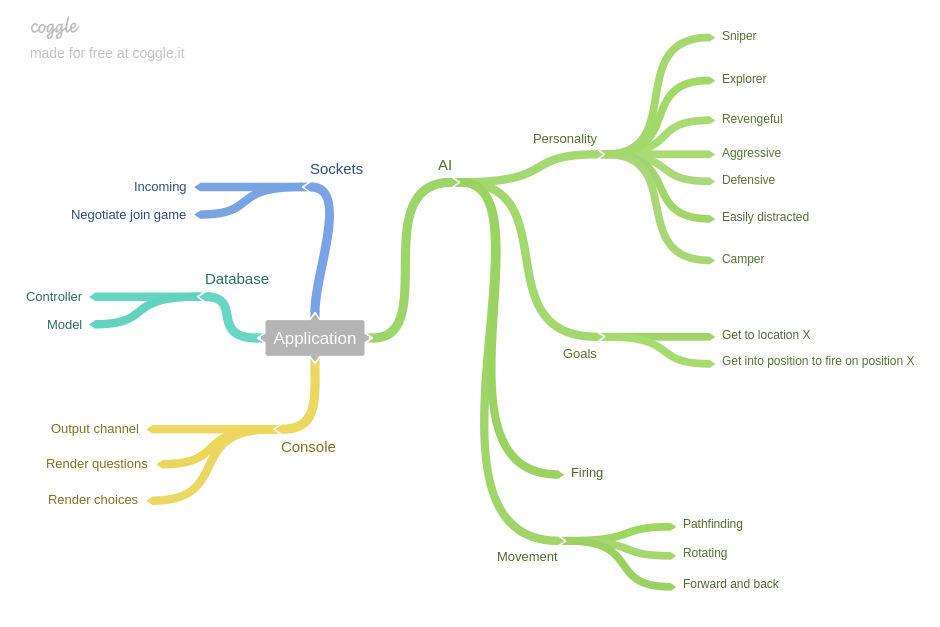 coggle
made for free at coggle.it
Sockets
Incoming
Negotiate join game
Database
Controller
Model
Application
Console
Output channel
Render questions
Render choices
AI
Personality
Sniper
Explorer
Revengeful
Aggressive
Defensive
Easily distracted
Camper
Goals
Get to location X
Get into position to fire on position X
Firing
Movement
Pathfinding
Rotating
Forward and back